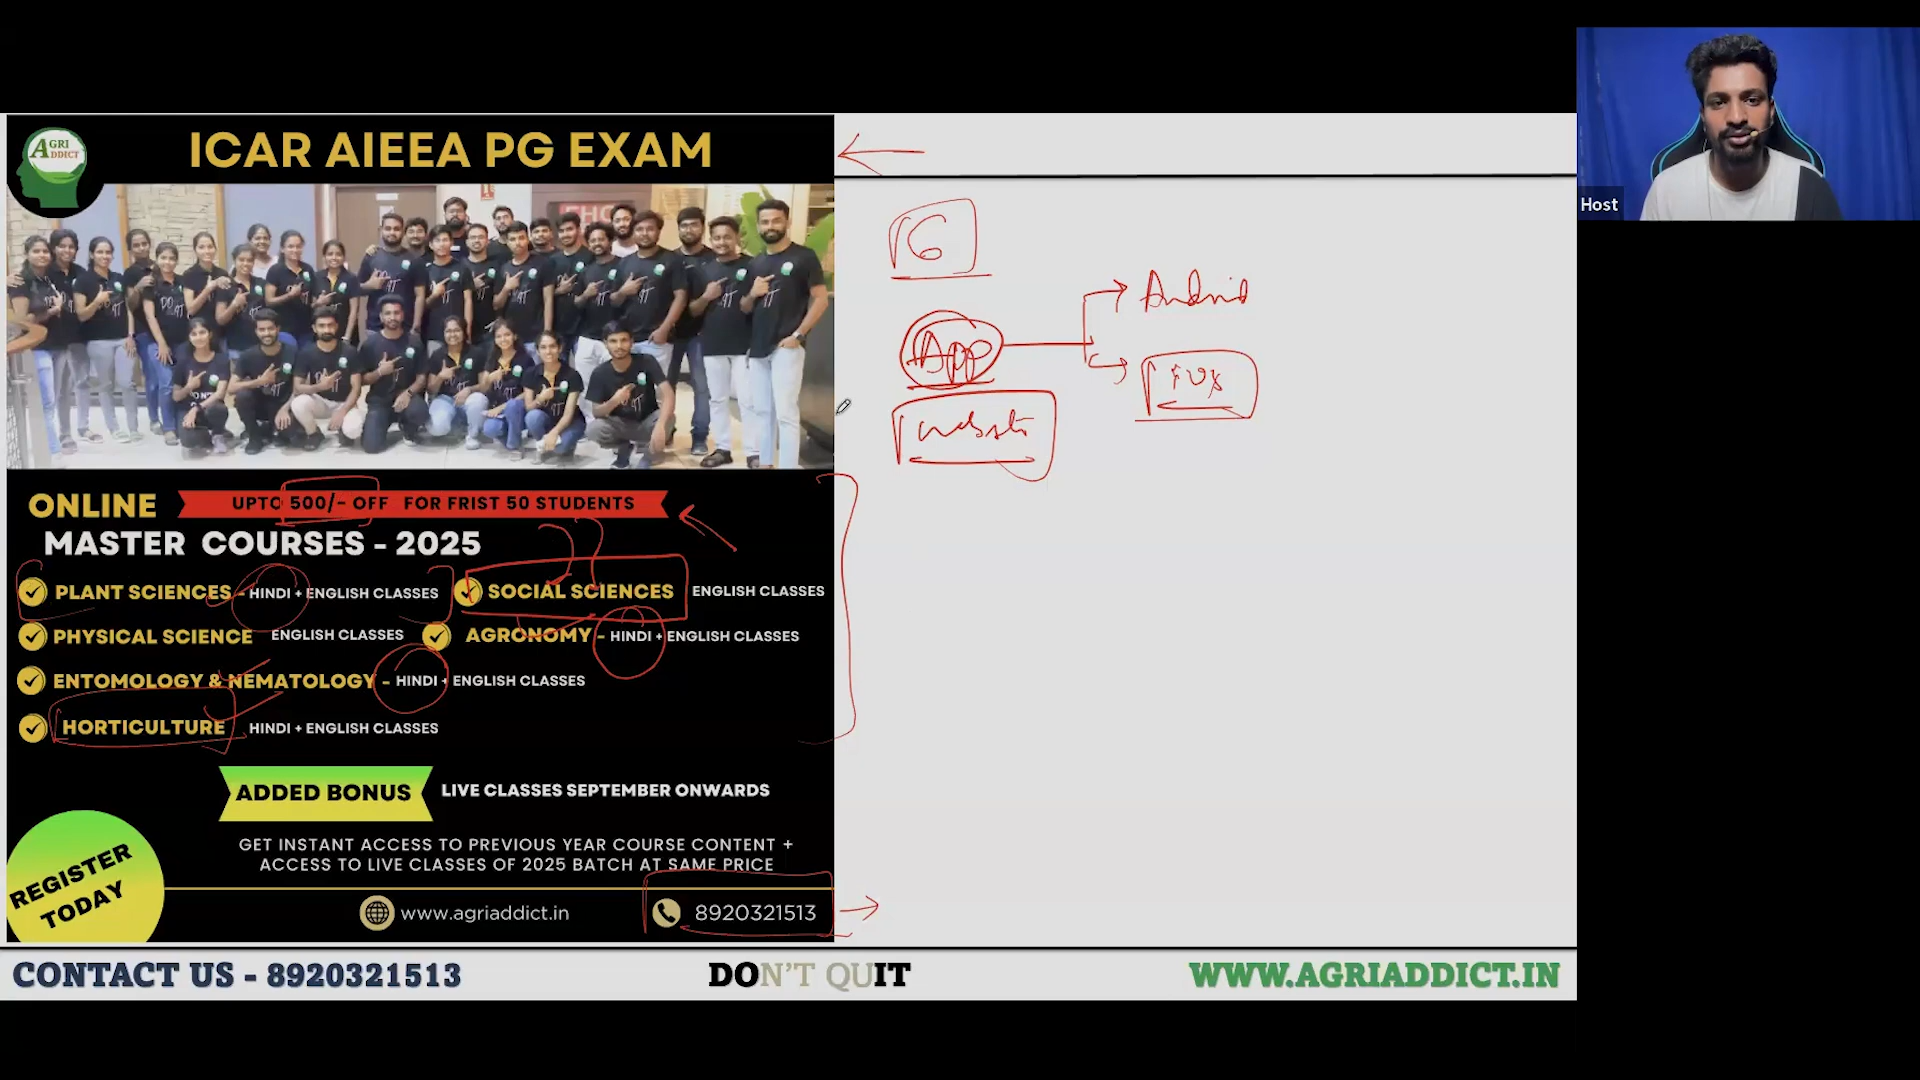 AGRI
ADDICT
ICAR AIEEA PG EXAM
ONLINE
UPTO 500/- OFF FOR FRIST 50 STUDENTS
MASTER COURSES - 2025
PLANT SCIENCES - HINDI + ENGLISH CLASSES
SOCIAL SCIENCES ENGLISH CLASSES
PHYSICAL SCIENCE ENGLISH CLASSES
AGRONOMY - HINDI + ENGLISH CLASSES
ENTOMOLOGY & NEMATOLOGY - HINDI + ENGLISH CLASSES
HORTICULTURE HINDI + ENGLISH CLASSES
ADDED BONUS LIVE CLASSES SEPTEMBER ONWARDS
GET INSTANT ACCESS TO PREVIOUS YEAR COURSE CONTENT +
ACCESS TO LIVE CLASSES OF 2025 BATCH AT SAME PRICE
REGISTER
TODAY
www.agriaddict.in
8920321513
6
Android
App
Host
CONTACT US - 8920321513
DON'T QUIT
WWW.AGRIADDICT.IN